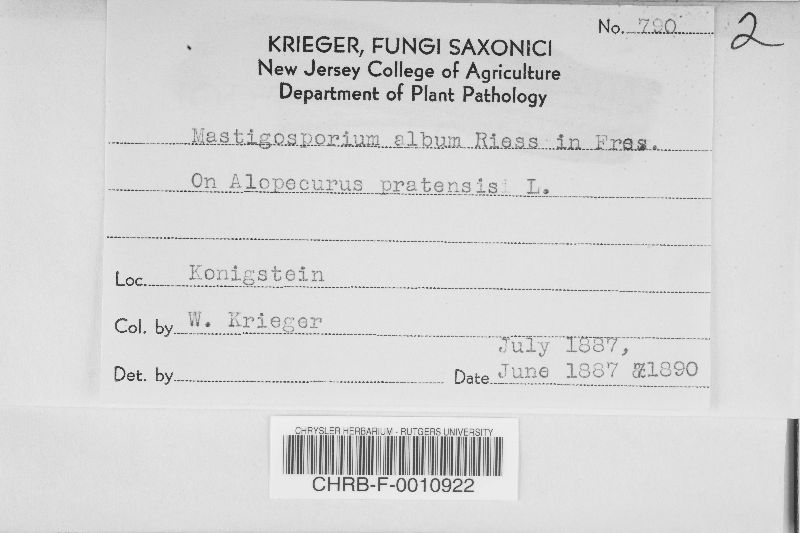 No. 790 2
KRIEGER, FUNGI SAXONICI
New Jersey College of Agriculture
Department of Plant Pathology
Mastigosporium album Riess in Fres.
On Alopecurus pratensis L.
Loc. Konigstein
Col. by W. Krieger
July 1887,
Det. by Date June 1887 &1890
CHRYSLER HERBARIUM - RUTGERS UNIVERSITY
CHRB-F-0010922